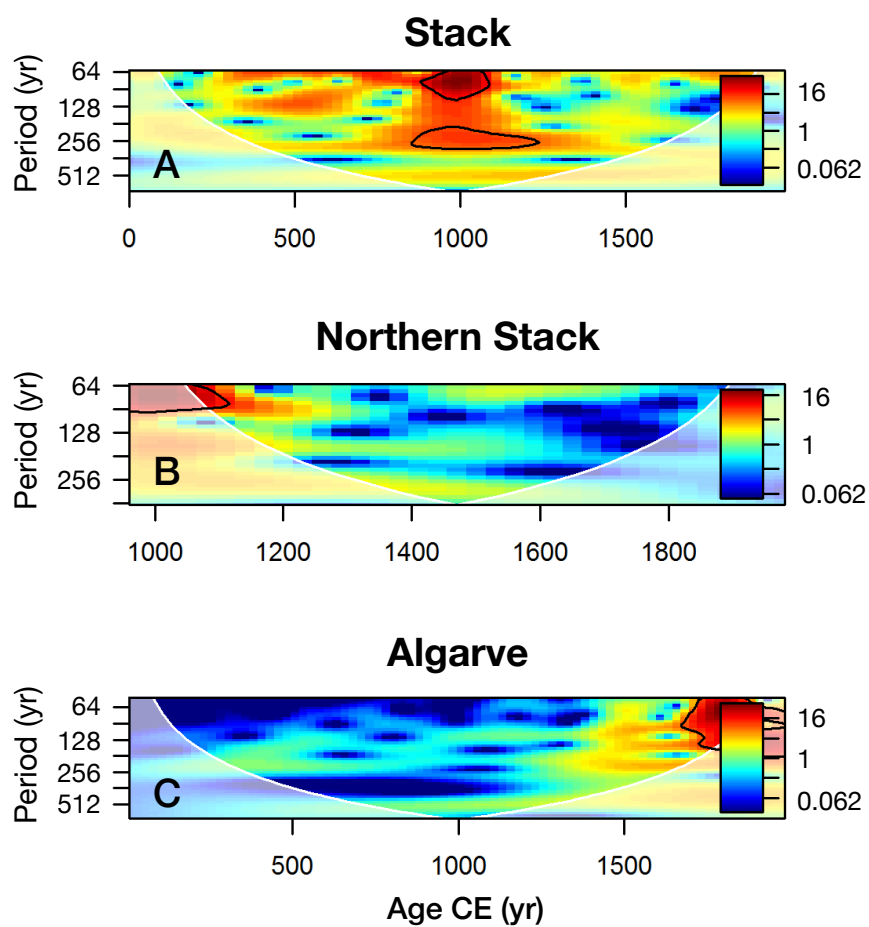 Stack
Period (yr)
64
128
256
512
A
16
1
0.062
0 500 1000 1500
Northern Stack
Period (yr)
64
128
256
B
16
1
0.062
1000 1200 1400 1600 1800
Algarve
Period (yr)
64
128
256
512
C
16
1
0.062
500 1000 1500
Age CE (yr)